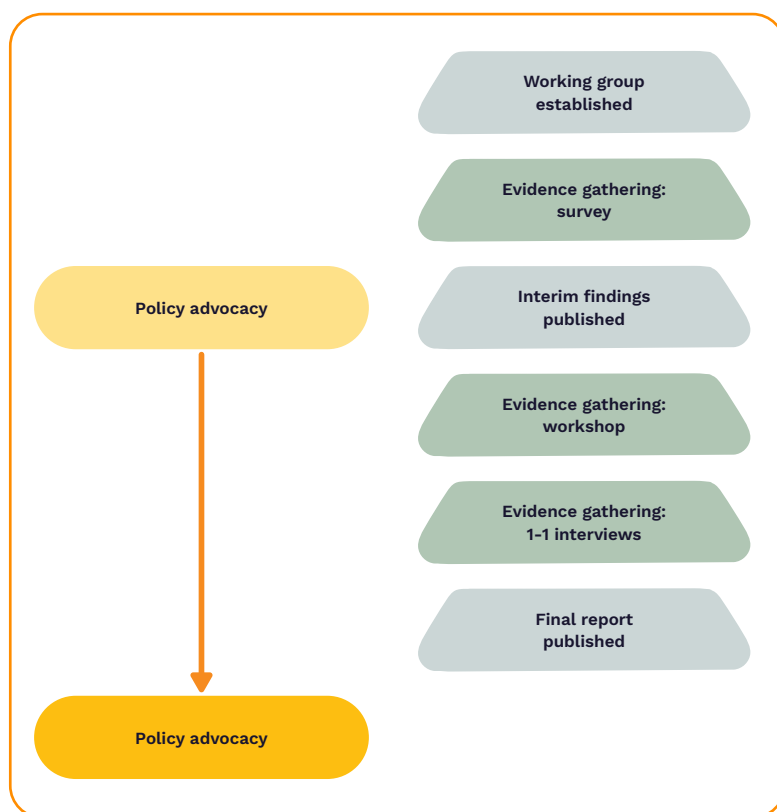 Working group
established
Evidence gathering:
survey
Policy advocacy
Interim findings
published
Evidence gathering:
workshop
Evidence gathering:
1-1 interviews
Final report
published
Policy advocacy